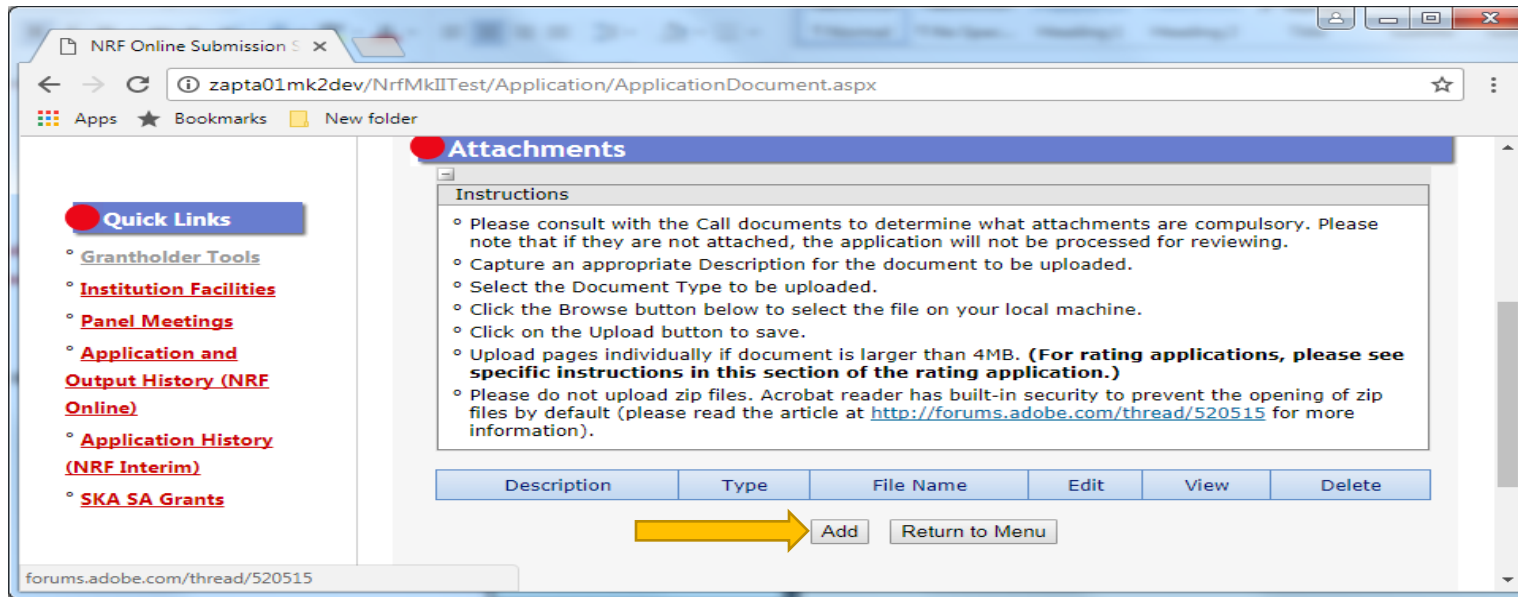 NRF Online Submission S
zapta01mk2dev/NrfMkIITest/Application/ApplicationDocument.aspx
Apps Bookmarks New folder
Attachments
Instructions
° Please consult with the Call documents to determine what attachments are compulsory. Please
note that if they are not attached, the application will not be processed for reviewing.
° Capture an appropriate Description for the document to be uploaded.
° Select the Document Type to be uploaded.
° Click the Browse button below to select the file on your local machine.
° Click on the Upload button to save.
° Upload pages individually if document is larger than 4MB. (For rating applications, please see
specific instructions in this section of the rating application.)
° Please do not upload zip files. Acrobat reader has built-in security to prevent the opening of zip
files by default (please read the article at http://forums.adobe.com/thread/520515 for more
information).
Quick Links
° Grantholder Tools
° Institution Facilities
° Panel Meetings
° Application and
Output History (NRF
Online)
° Application History
(NRF Interim)
° SKA SA Grants
Description Type File Name Edit View Delete
Add Return to Menu
forums.adobe.com/thread/520515